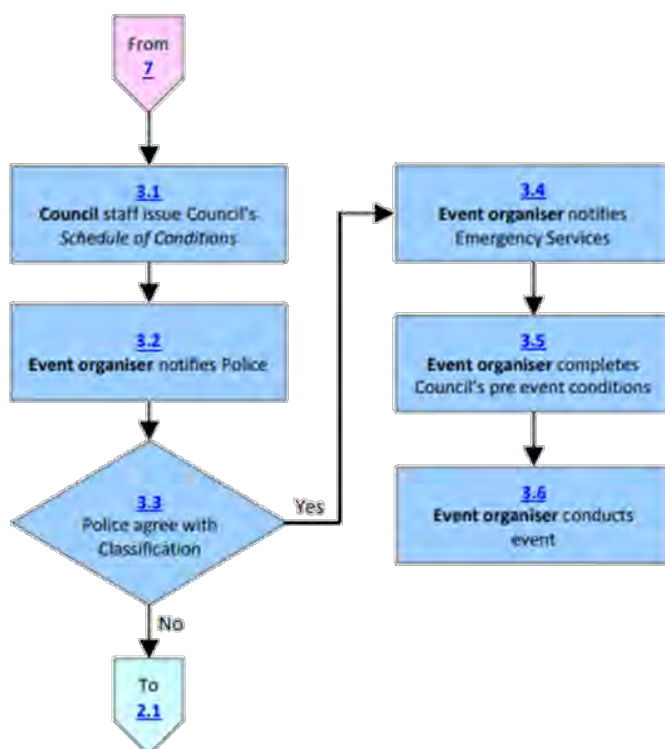 From
7
3.1
Council staff issue Council's
Schedule of Conditions
3.2
Event organiser notifies Police
3.3
Police agree with
Classification
Yes
No
To
2.1
3.4
Event organiser notifies
Emergency Services
3.5
Event organiser completes
Council's pre event conditions
3.6
Event organiser conducts
event